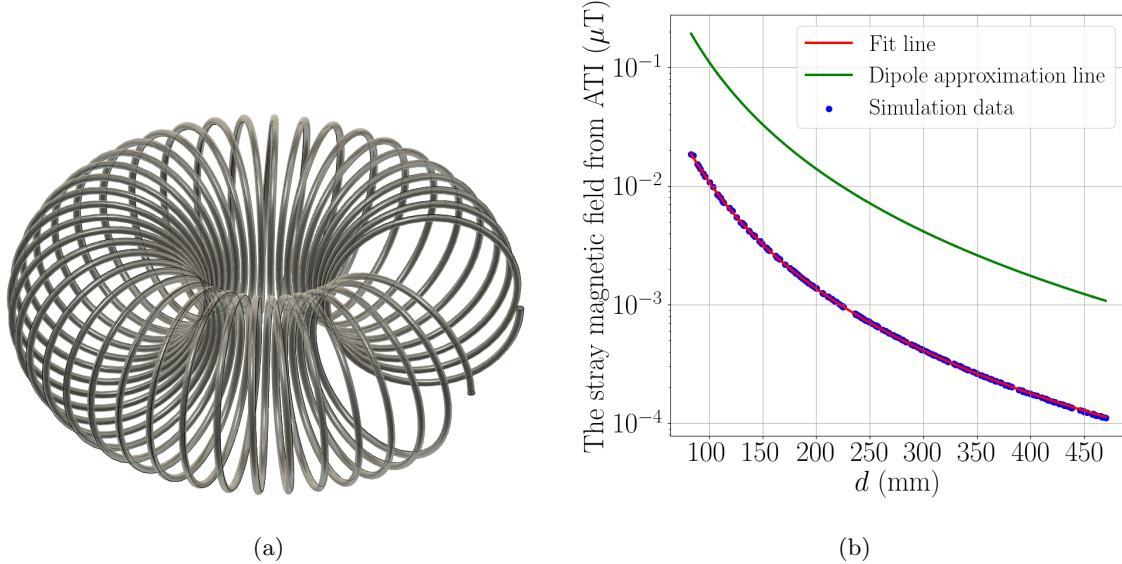 The stray magnetic field from ATI (μT)
10⁻¹
10⁻²
10⁻³
10⁻⁴
Fit line
Dipole approximation line
Simulation data
100 150 200 250 300 350 400 450
d (mm)
(a) (b)